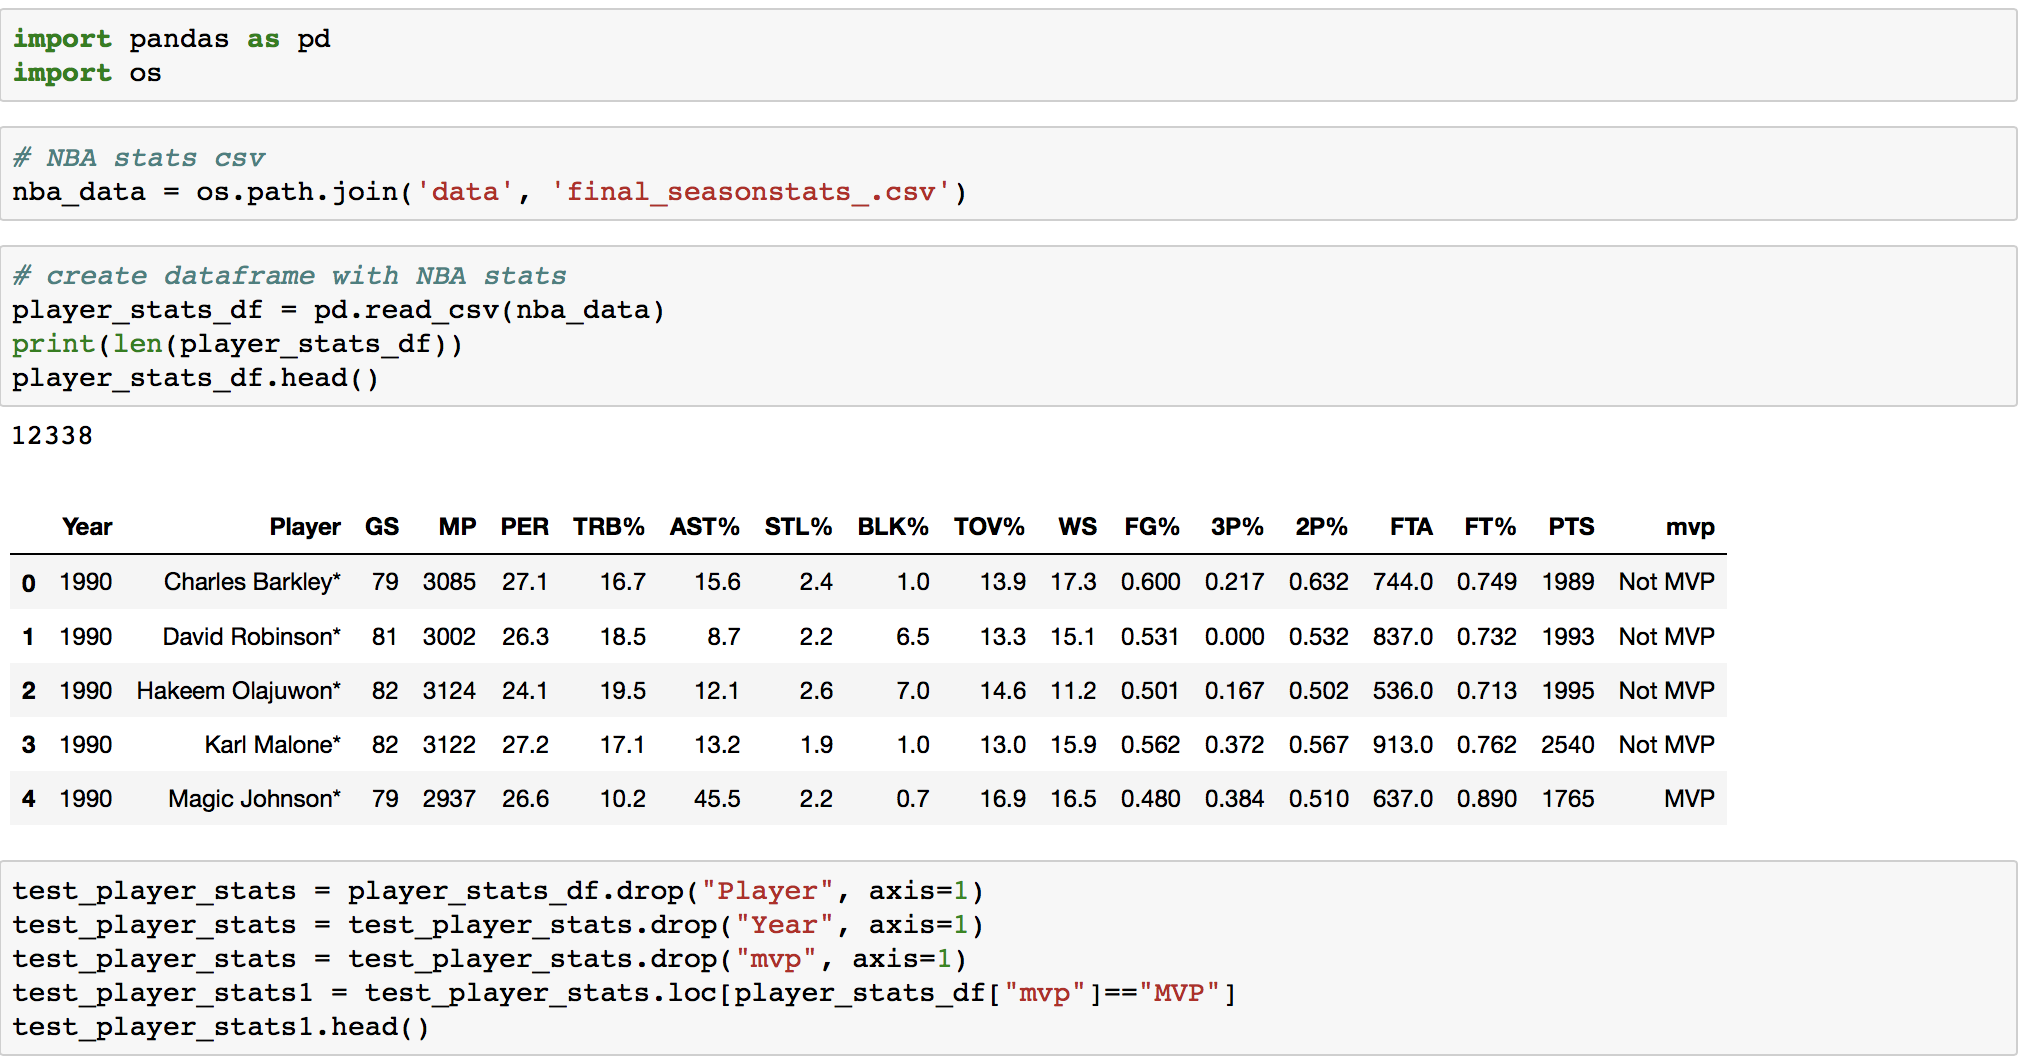 import pandas as pd
import os
# NBA stats csv
nba_data = os.path.join('data', 'final_seasonstats_.csv')
# create dataframe with NBA stats
player_stats_df = pd.read_csv(nba_data)
print(len(player_stats_df))
player_stats_df.head()
12338
Year Player GS MP PER TRB% AST% STL% BLK% TOV% WS FG% 3P% 2P% FTA FT% PTS mvp
0 1990 Charles Barkley* 79 3085 27.1 16.7 15.6 2.4 1.0 13.9 17.3 0.600 0.217 0.632 744.0 0.749 1989 Not MVP
1 1990 David Robinson* 81 3002 26.3 18.5 8.7 2.2 6.5 13.3 15.1 0.531 0.000 0.532 837.0 0.732 1993 Not MVP
2 1990 Hakeem Olajuwon* 82 3124 24.1 19.5 12.1 2.6 7.0 14.6 11.2 0.501 0.167 0.502 536.0 0.713 1995 Not MVP
3 1990 Karl Malone* 82 3122 27.2 17.1 13.2 1.9 1.0 13.0 15.9 0.562 0.372 0.567 913.0 0.762 2540 Not MVP
4 1990 Magic Johnson* 79 2937 26.6 10.2 45.5 2.2 0.7 16.9 16.5 0.480 0.384 0.510 637.0 0.890 1765 MVP
test_player_stats = player_stats_df.drop("Player", axis=1)
test_player_stats = test_player_stats.drop("Year", axis=1)
test_player_stats = test_player_stats.drop("mvp", axis=1)
test_player_stats1 = test_player_stats.loc[player_stats_df["mvp"]=="MVP"]
test_player_stats1.head()